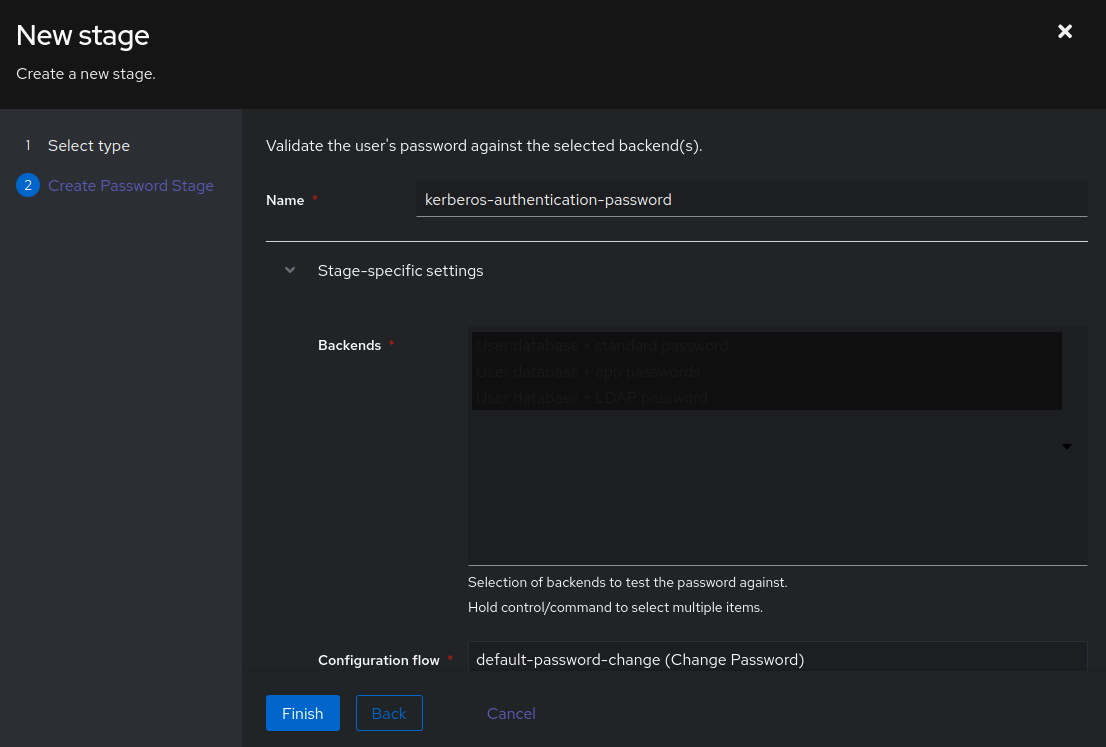 New stage
Create a new stage.
1 Select type
2 Create Password Stage
Validate the user's password against the selected backend(s).
Name * kerberos-authentication-password
Stage-specific settings
Backends *
User database + standard password
User database + app passwords
User database + LDAP password
Selection of backends to test the password against.
Hold control/command to select multiple items.
Configuration flow * default-password-change (Change Password)
Finish Back Cancel